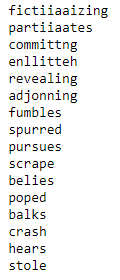 fictiiaaizing
partiiaates
committng
enllitteh
revealing
adjonning
fumbles
spurred
pursues
scrape
belies
poped
balks
crash
hears
stole